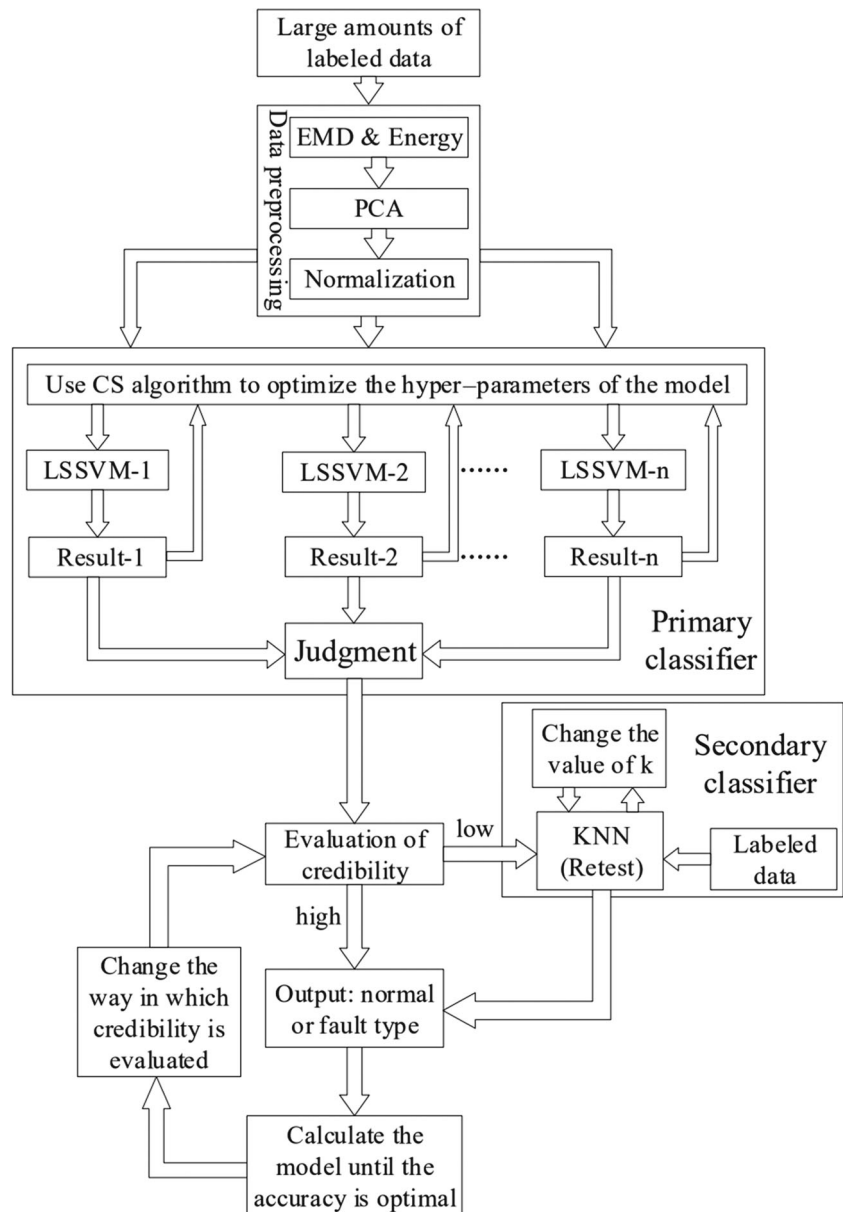 Large amounts of
labeled data
Data preprocessing
EMD & Energy
PCA
Normalization
Use CS algorithm to optimize the hyper–parameters of the model
LSSVM-1
LSSVM-2
......
LSSVM-n
Result-1
Result-2
......
Result-n
Judgment
Primary
classifier
Change the
value of k
Secondary
classifier
Evaluation of
credibility
low
KNN
(Retest)
Labeled
data
high
Change the
way in which
credibility is
evaluated
Output: normal
or fault type
Calculate the
model until the
accuracy is optimal